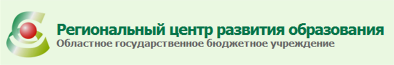 Региональный центр развития образования
Областное государственное бюджетное учреждение